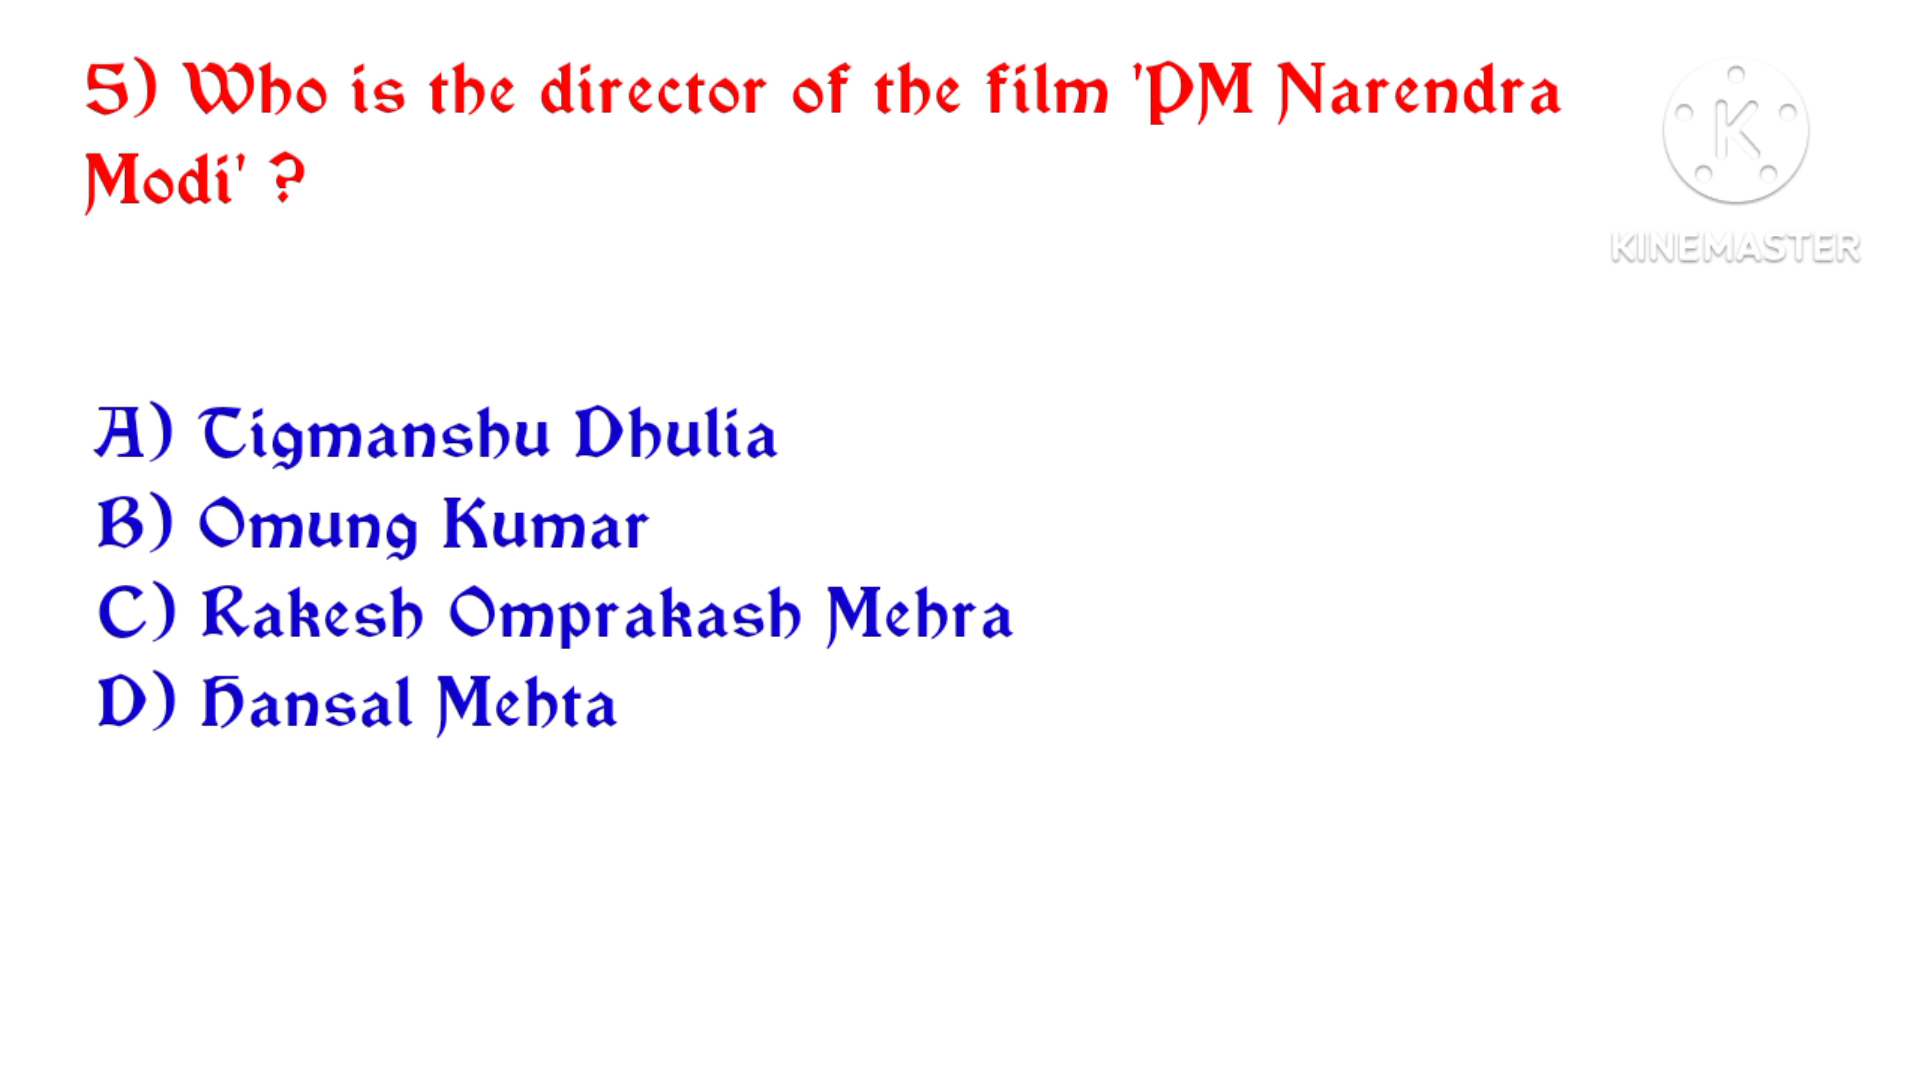 5) Who is the director of the film 'PM Narendra
Modi' ?
K
KINEMASTER
A) Tigmanshu Dhulia
B) Omung Kumar
C) Rakesh Omprakash Mehra
D) Hansal Mehta